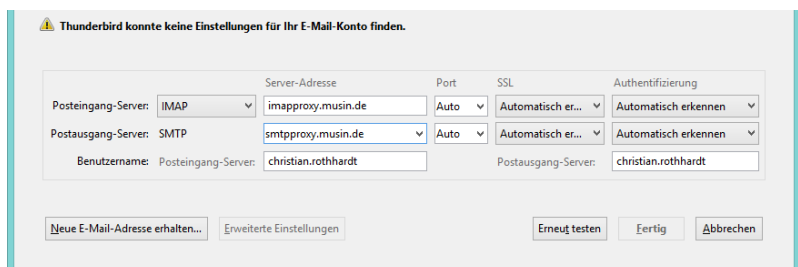 Thunderbird konnte keine Einstellungen für Ihr E-Mail-Konto finden.
Server-Adresse Port SSL Authentifizierung
Posteingang-Server: IMAP imapproxy.musin.de Auto Automatisch er... Automatisch erkennen
Postausgang-Server: SMTP smtpproxy.musin.de Auto Automatisch er... Automatisch erkennen
Benutzername: Posteingang-Server: christian.rothhardt Postausgang-Server: christian.rothhardt
Neue E-Mail-Adresse erhalten... Erweiterte Einstellungen Erneut testen Fertig Abbrechen